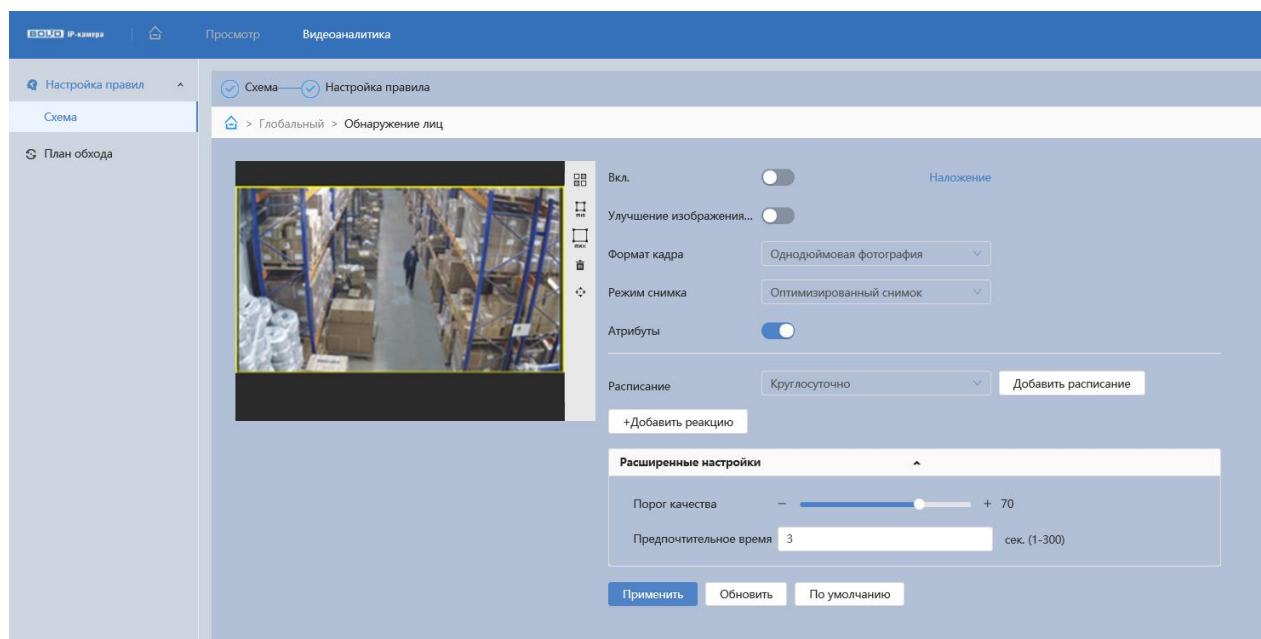 BOLID IP-камера
Просмотр
Видеоаналитика
Настройка правил
Схема
План обхода
Схема
Настройка правила
> Глобальный > Обнаружение лиц
min
max
Вкл.
Наложение
Улучшение изображения...
Формат кадра
Однодюймовая фотография
Режим снимка
Оптимизированный снимок
Атрибуты
Расписание
Круглосуточно
Добавить расписание
+Добавить реакцию
Расширенные настройки
Порог качества
− + 70
Предпочтительное время 3 сек. (1-300)
Применить
Обновить
По умолчанию